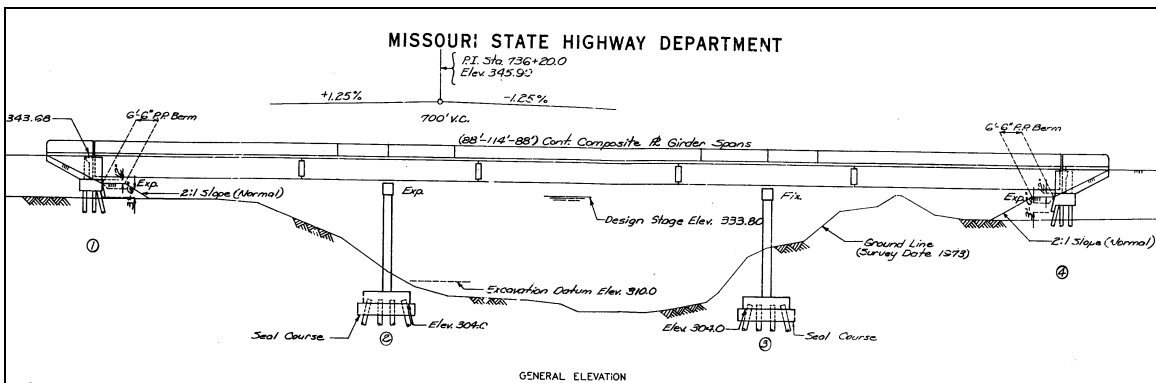 MISSOURI STATE HIGHWAY DEPARTMENT
P.I. Sta. 736+20.0
Elev. 345.90
+1.25%
-1.25%
700' V.C.
343.68
6'-6" P.P. Berm
(88'-114'-88') Cont. Composite PL Girder Spans
6'-6" P.P. Berm
Exp.
2:1 Slope (Normal)
Exp.
Fix.
Exp.
Design Stage Elev. 333.80
Ground Line
(Survey Date 1973)
2:1 Slope (Normal)
1
4
Excavation Datum Elev. 310.0
Elev. 304.0
Elev. 304.0
Seal Course
Seal Course
2
3
GENERAL ELEVATION